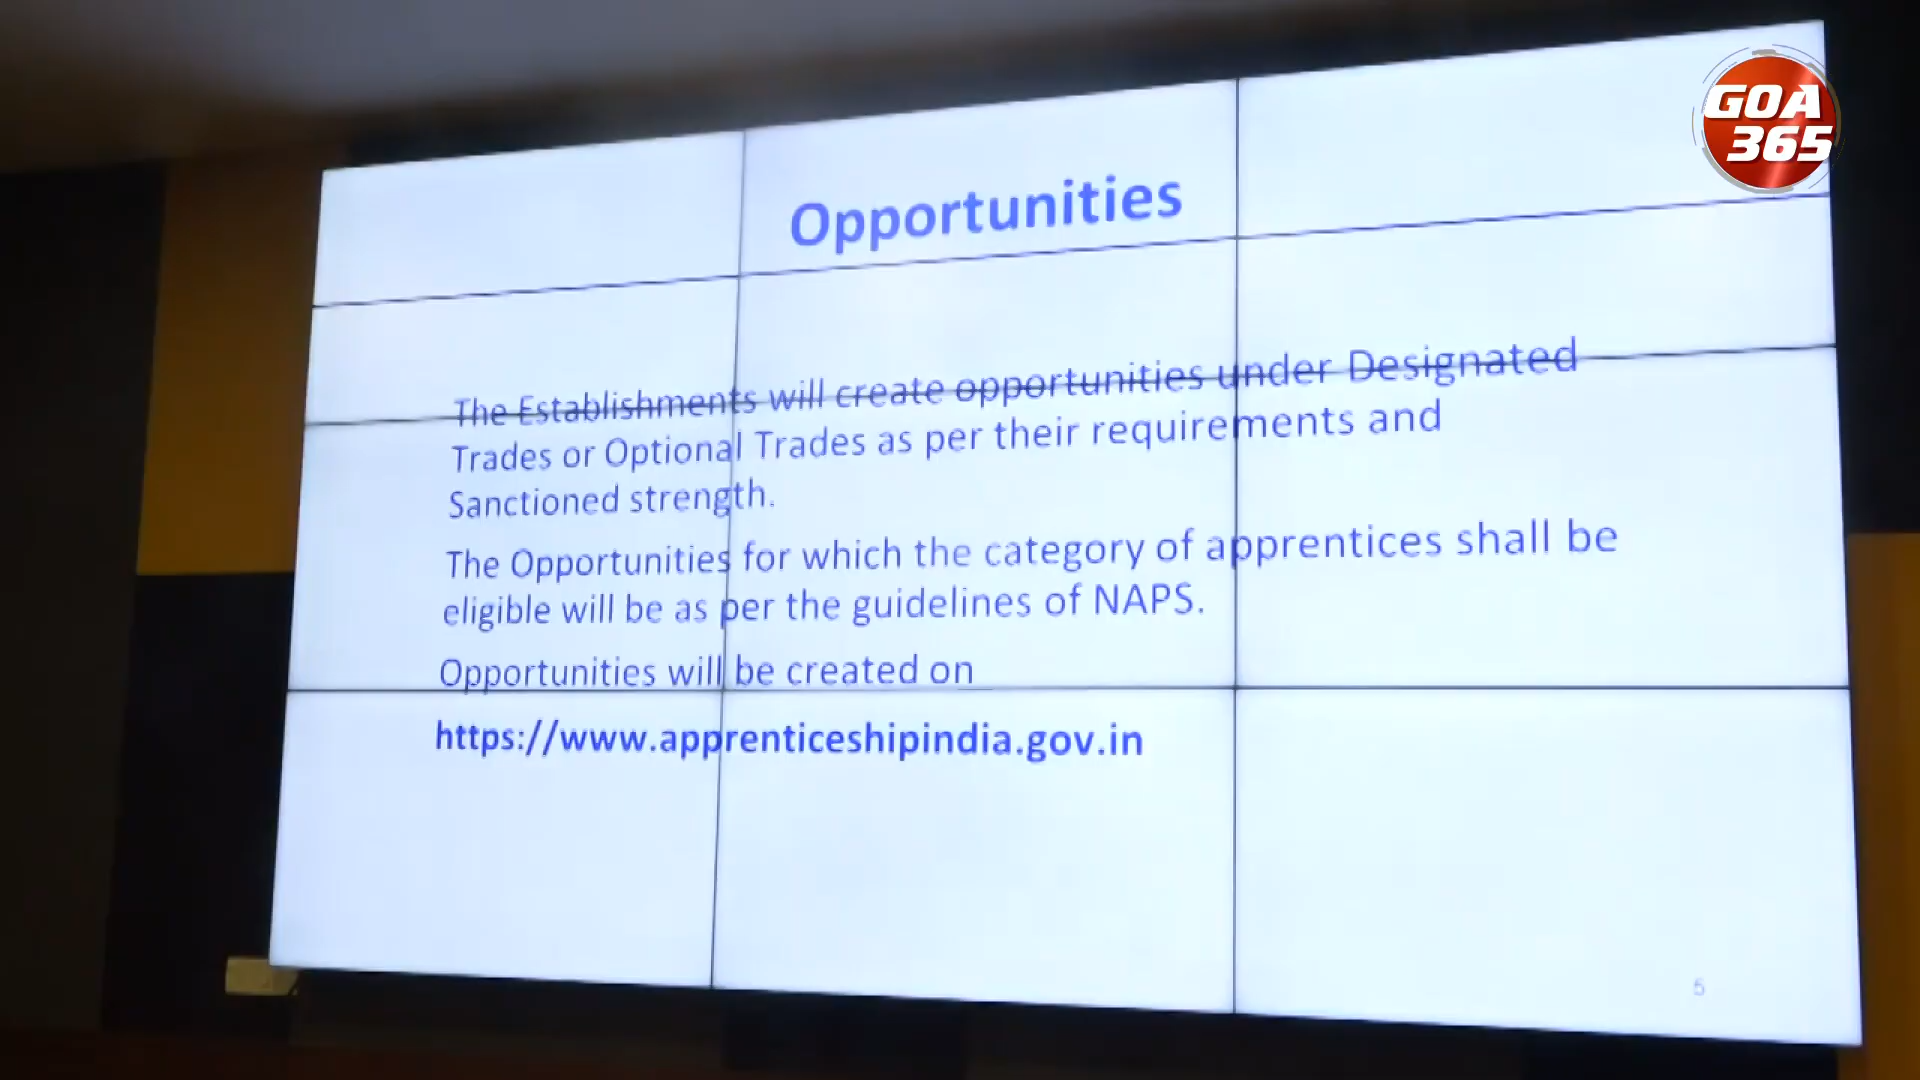 GOA
365
Opportunities
The Establishments will create opportunities under Designated
Trades or Optional Trades as per their requirements and
Sanctioned strength.
The Opportunities for which the category of apprentices shall be
eligible will be as per the guidelines of NAPS.
Opportunities will be created on
https://www.apprenticeshipindia.gov.in
5